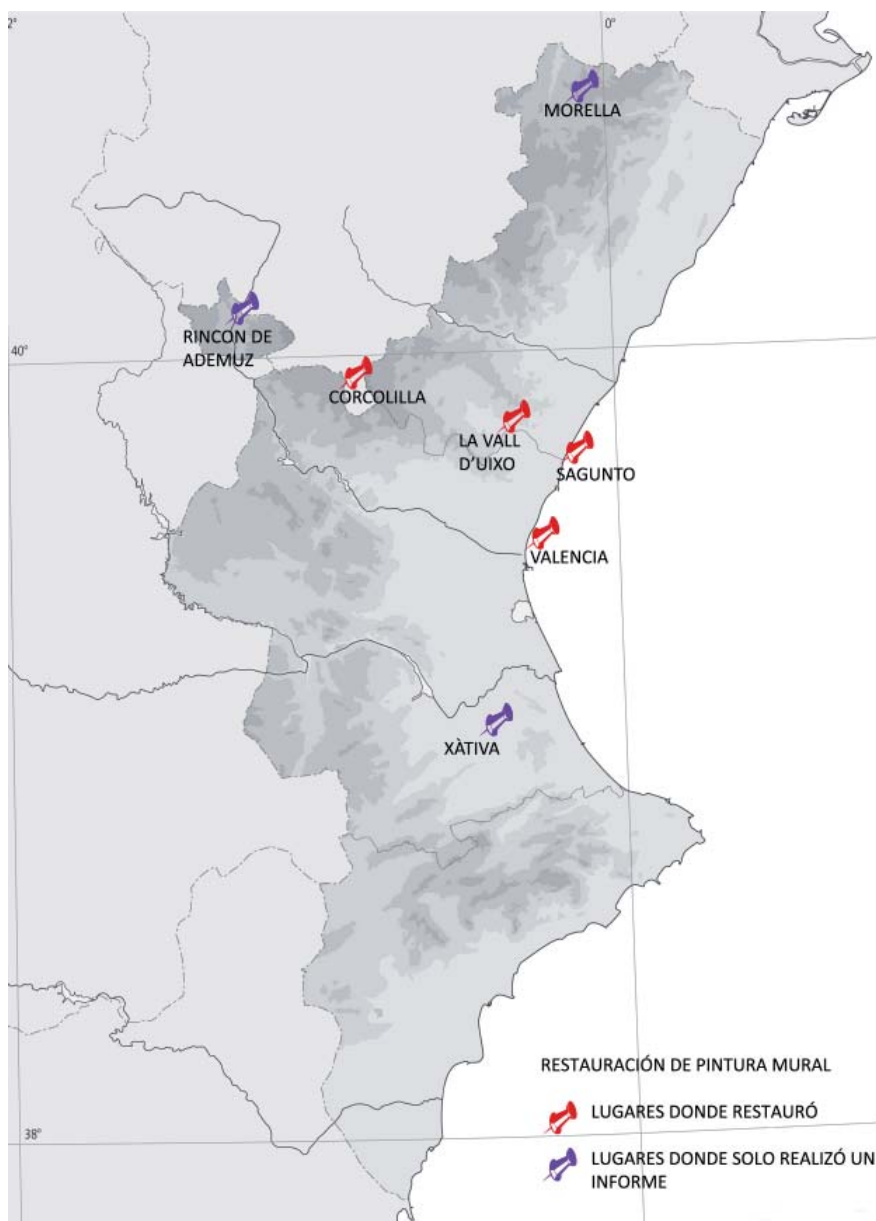 2°
0°
MORELLA
RINCON DE
ADEMUZ
40°
CORCOLILLA
LA VALL
D'UIXO
SAGUNTO
VALENCIA
XÀTIVA
RESTAURACIÓN DE PINTURA MURAL
LUGARES DONDE RESTAURÓ
38°
LUGARES DONDE SOLO REALIZÓ UN
INFORME